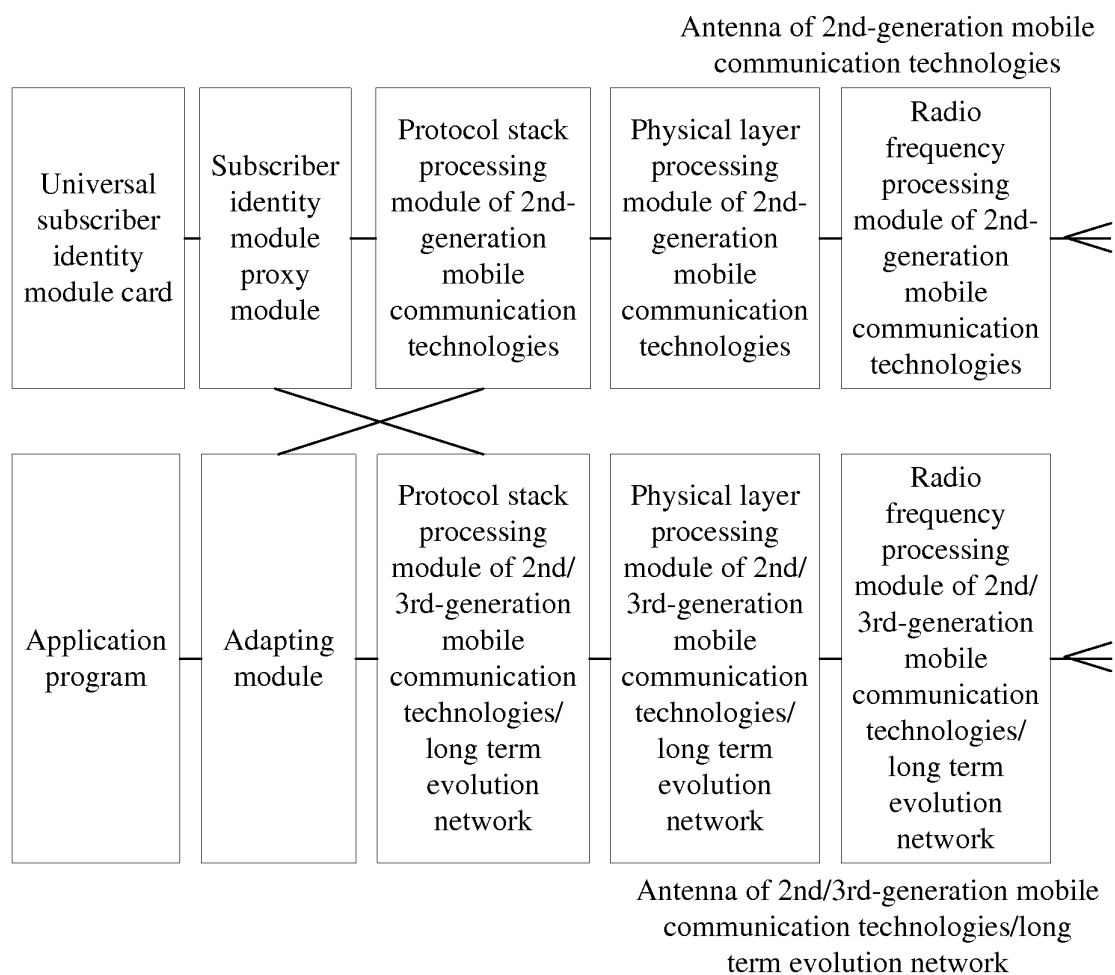 Antenna of 2nd-generation mobile
communication technologies
Universal
subscriber
identity
module card
Subscriber
identity
module
proxy
module
Protocol stack
processing
module of 2nd-
generation
mobile
communication
technologies
Physical layer
processing
module of 2nd-
generation
mobile
communication
technologies
Radio
frequency
processing
module of 2nd-
generation
mobile
communication
technologies
Application
program
Adapting
module
Protocol stack
processing
module of 2nd/
3rd-generation
mobile
communication
technologies/
long term
evolution
network
Physical layer
processing
module of 2nd/
3rd-generation
mobile
communication
technologies/
long term
evolution
network
Radio
frequency
processing
module of 2nd/
3rd-generation
mobile
communication
technologies/
long term
evolution
network
Antenna of 2nd/3rd-generation mobile
communication technologies/long
term evolution network